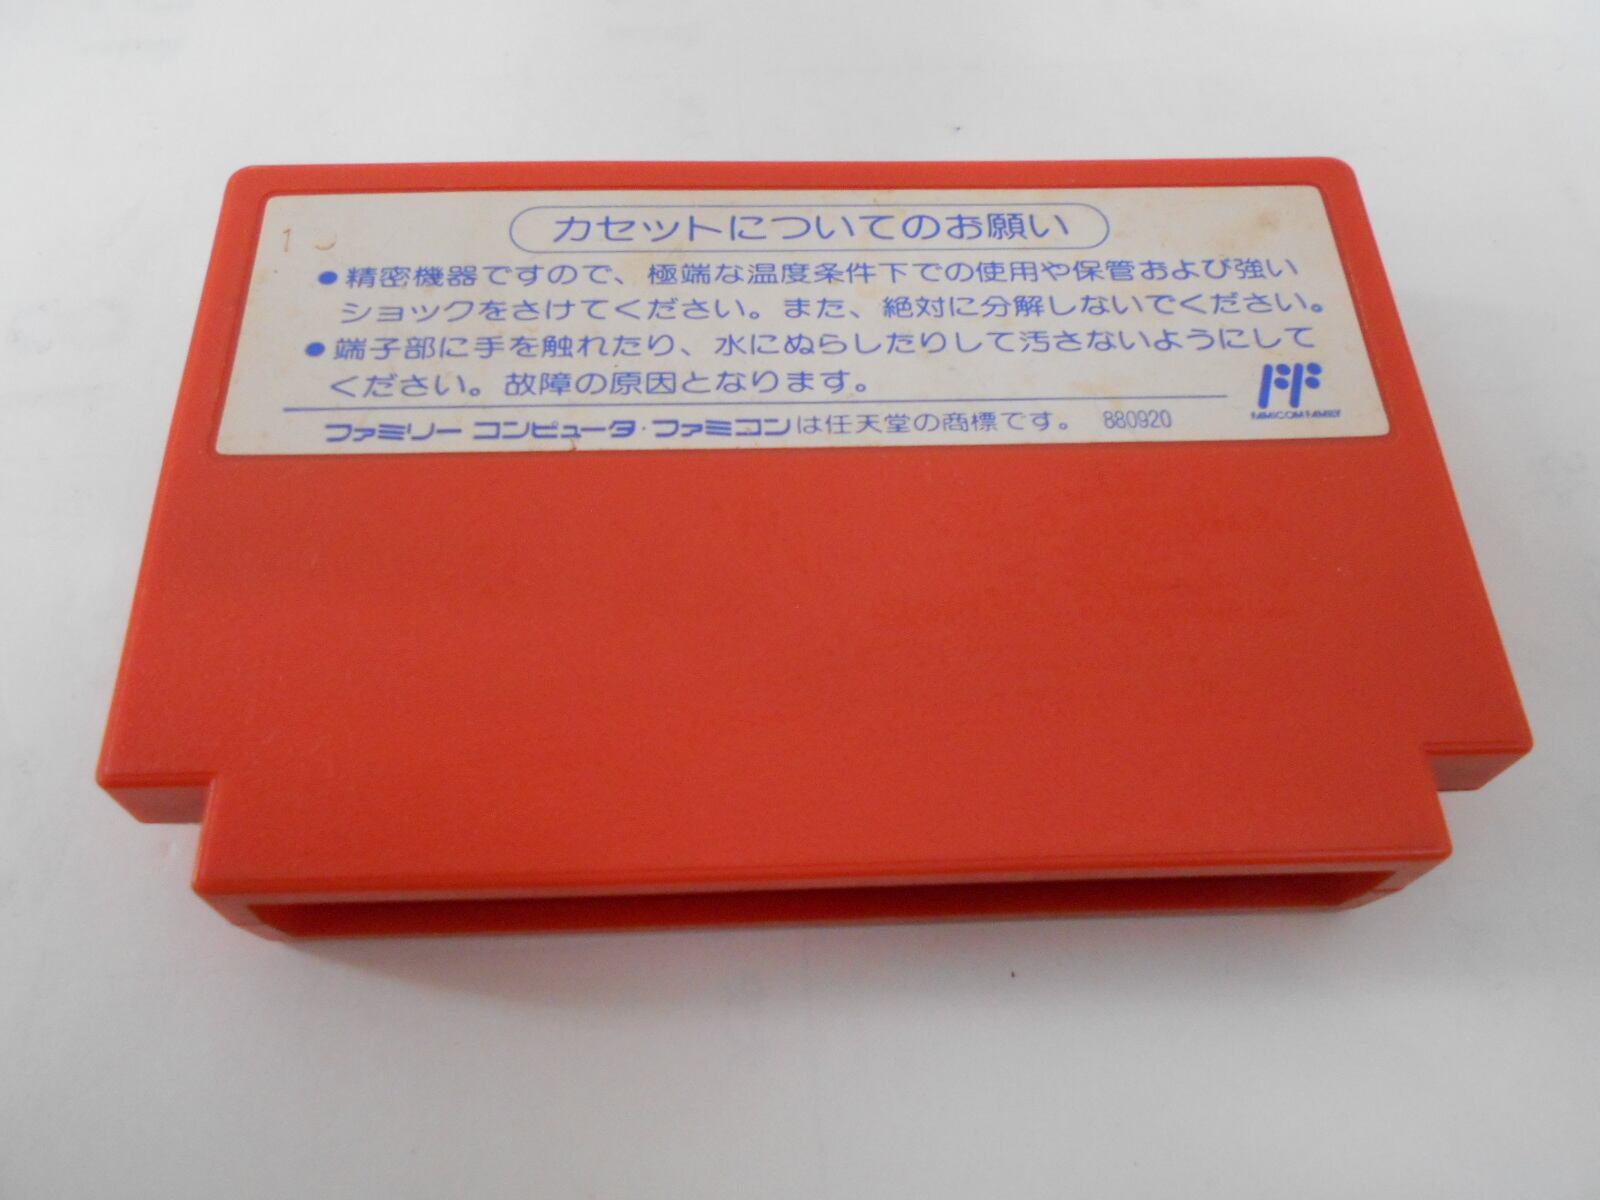 カセットについてのお願い
●精密機器ですので、極端な温度条件下での使用や保管および強い
ショックをさけてください。また、絶対に分解しないでください。
●端子部に手を触れたり、水にぬらしたりして汚さないようにして
ください。故障の原因となります。
FAMICOM FAMILY
ファミリー コンピュータ・ファミコンは任天堂の商標です。 880920